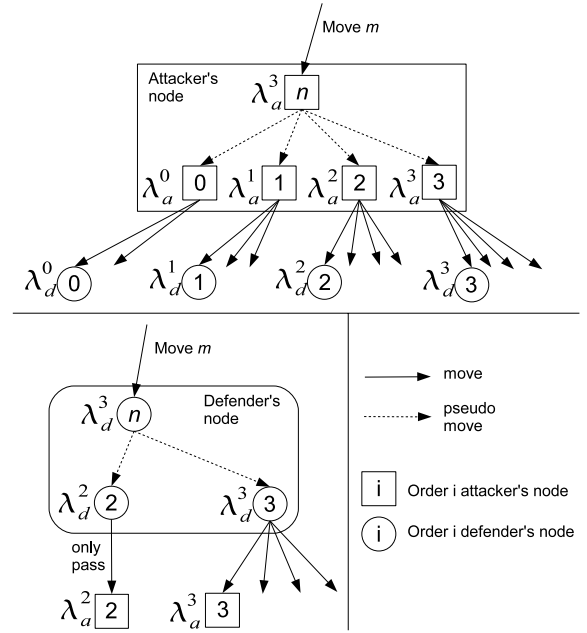 Move m
Attacker's
node
λ³ₐ n
λ⁰ₐ 0 λ¹ₐ 1 λ²ₐ 2 λ³ₐ 3
λ⁰d 0 λ¹d 1 λ²d 2 λ³d 3
Move m
Defender's
node
λ³d n
λ²d 2 λ³d 3
only
pass
λ²ₐ 2 λ³ₐ 3
move
pseudo
move
i Order i attacker's node
i Order i defender's node